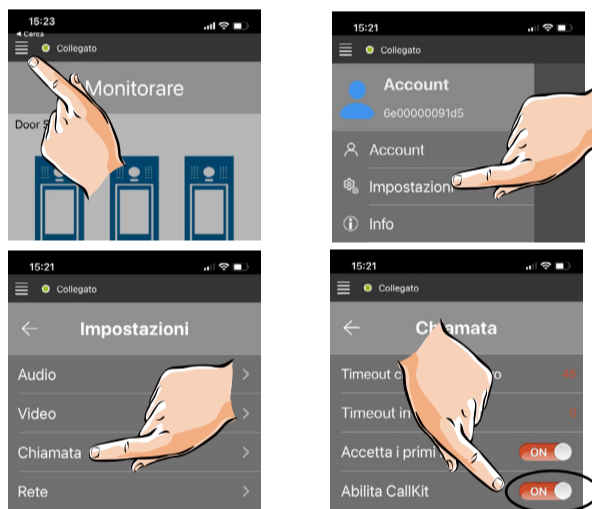 15:23
Cerca
Collegato
Monitorare
Door
15:21
Collegato
Account
6e00000091d5
Account
Impostazioni
Info
15:21
Collegato
Impostazioni
Audio
Video
Chiamata
Rete
15:21
Collegato
Chiamata
Timeout
Timeout in
Accetta i primi
ON
Abilita CallKit
ON